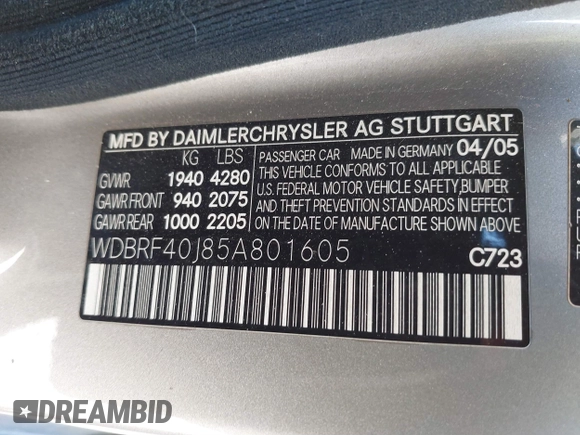 MFD BY DAIMLERCHRYSLER AG STUTTGART
KG LBS PASSENGER CAR MADE IN GERMANY 04/05
GVWR 1940 4280 THIS VEHICLE CONFORMS TO ALL APPLICABLE
GAWR FRONT 940 2075 U.S. FEDERAL MOTOR VEHICLE SAFETY, BUMPER
GAWR REAR 1000 2205 AND THEFT PREVENTION STANDARDS IN EFFECT
ON THE DATE OF MANUFACTURE SHOWN ABOVE.
WDBRF40J85A801605
C723
DREAMBID